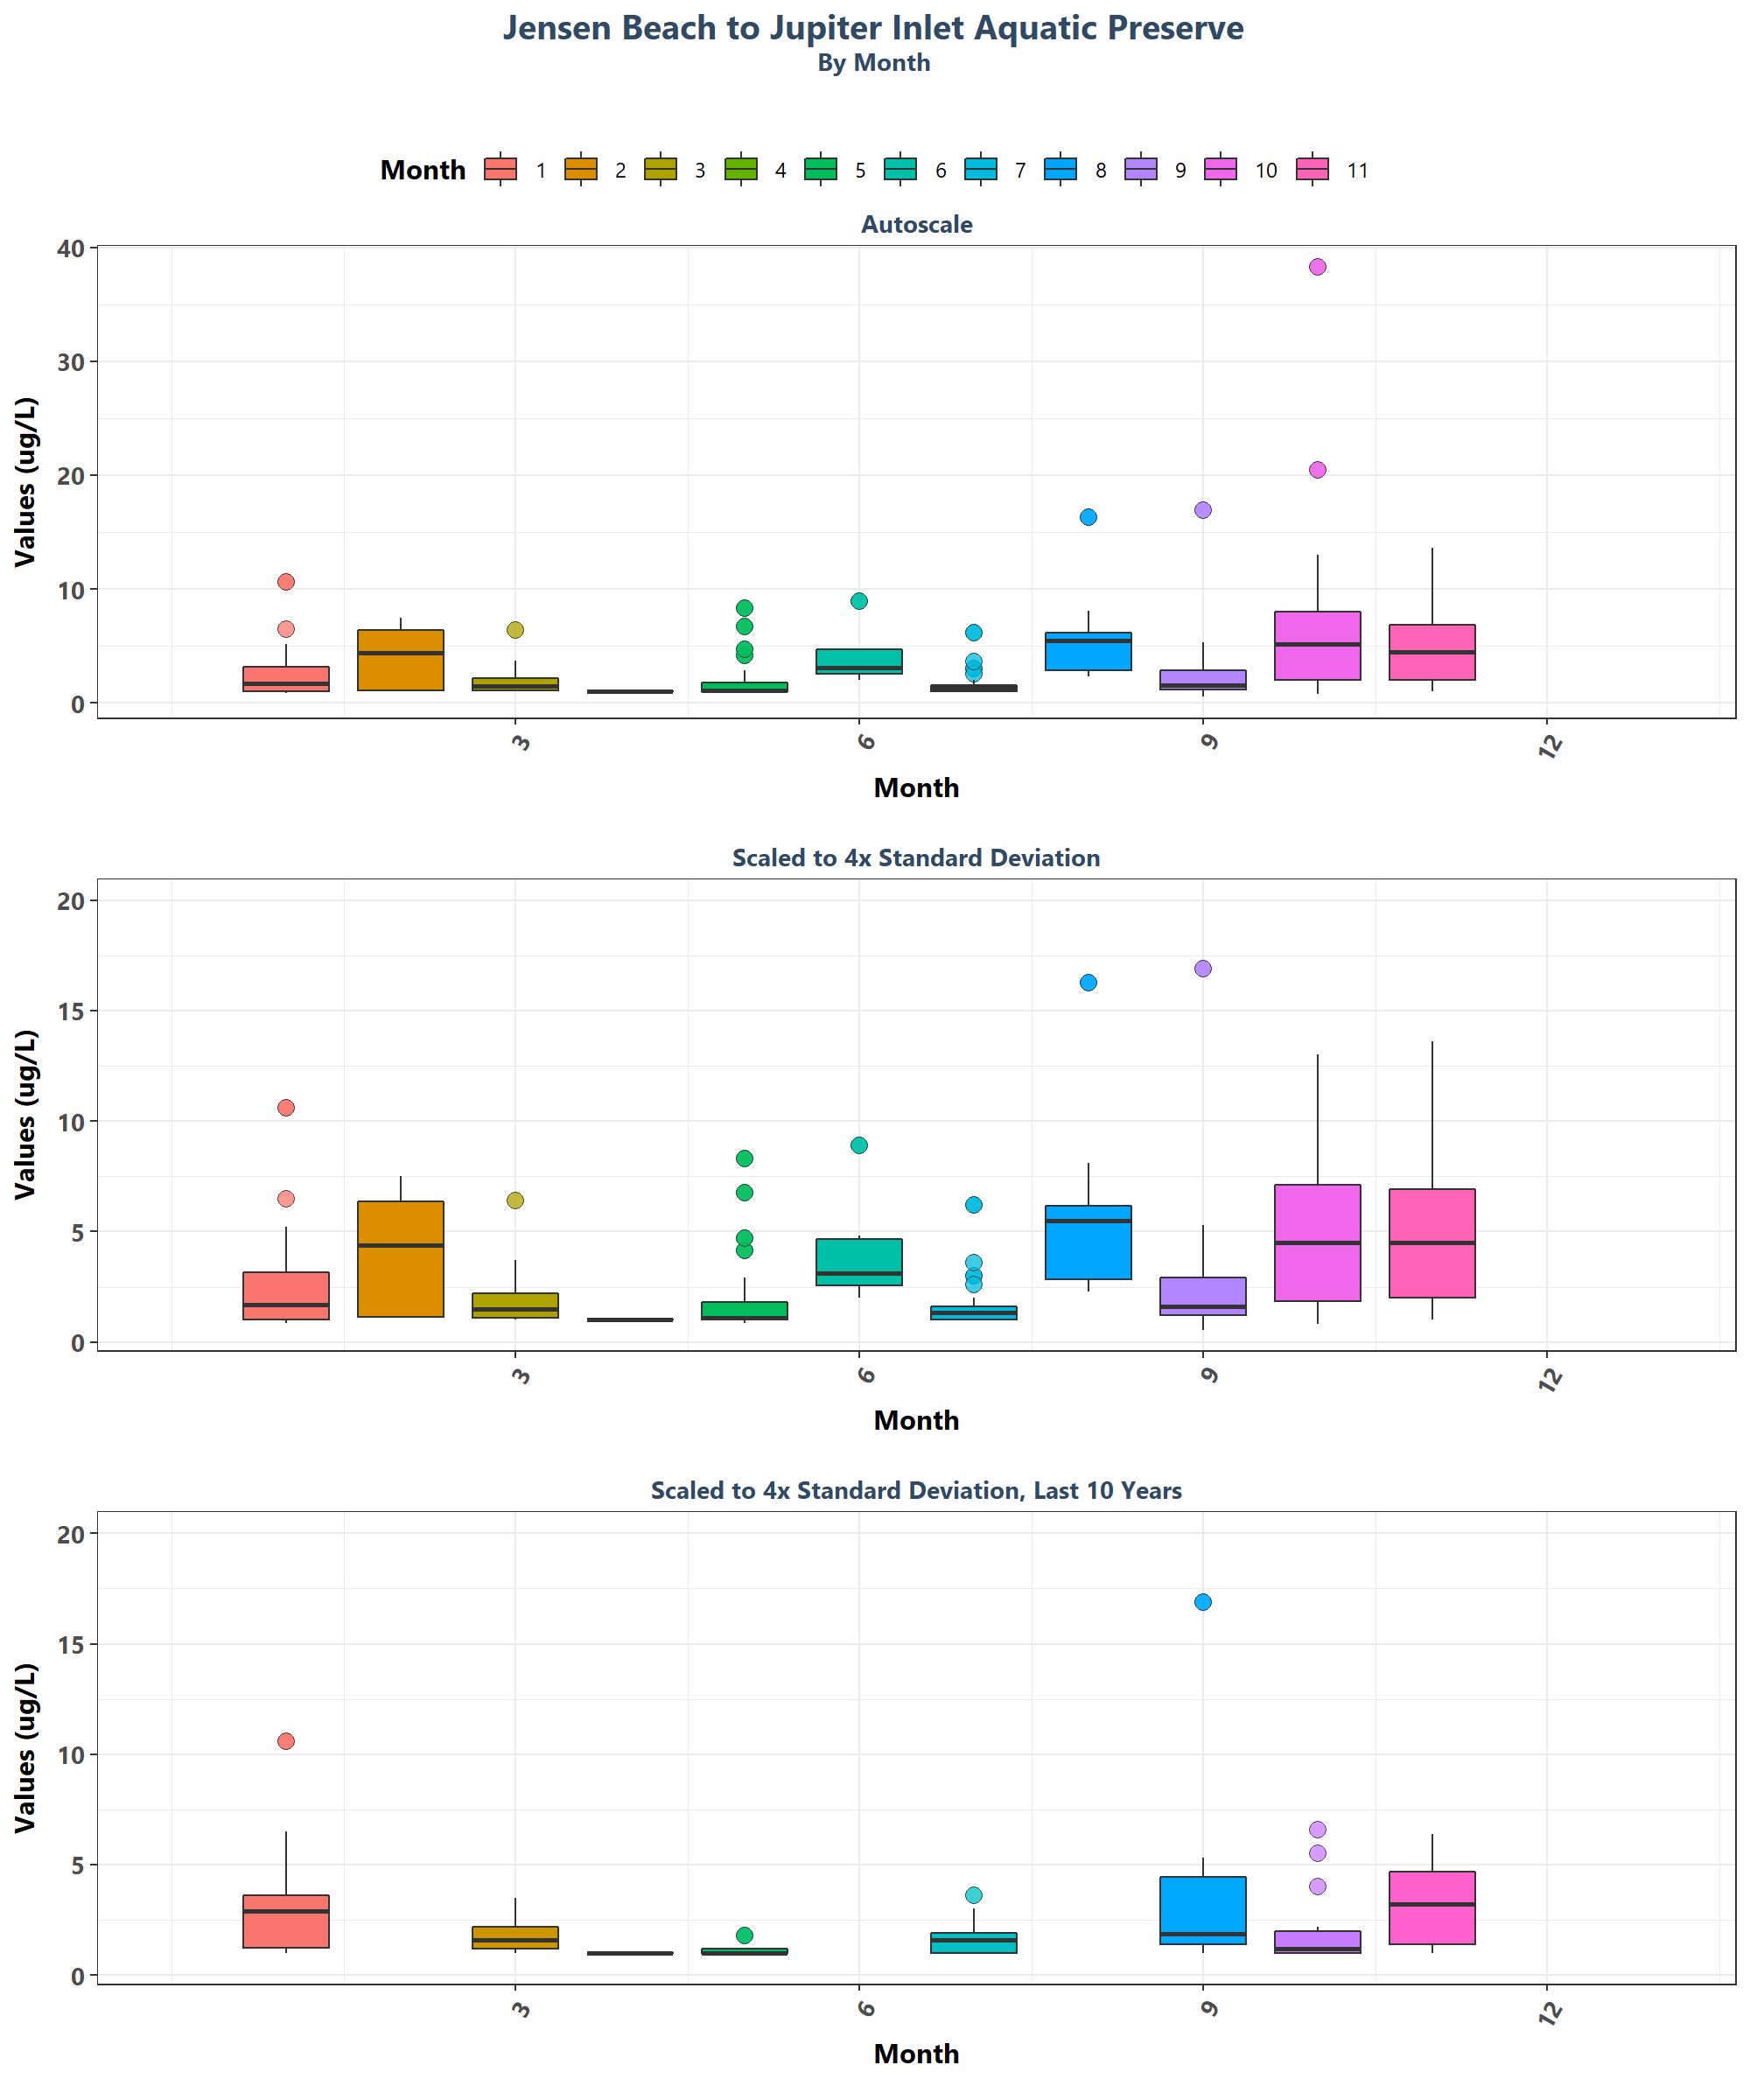 Jensen Beach to Jupiter Inlet Aquatic Preserve
By Month
Month 1 2 3 4 5 6 7 8 9 10 11
Autoscale
40
30
20
10
0
Values (ug/L)
3 6 9 12
Month
Scaled to 4x Standard Deviation
20
15
10
5
0
Values (ug/L)
3 6 9 12
Month
Scaled to 4x Standard Deviation, Last 10 Years
20
15
10
5
0
Values (ug/L)
3 6 9 12
Month